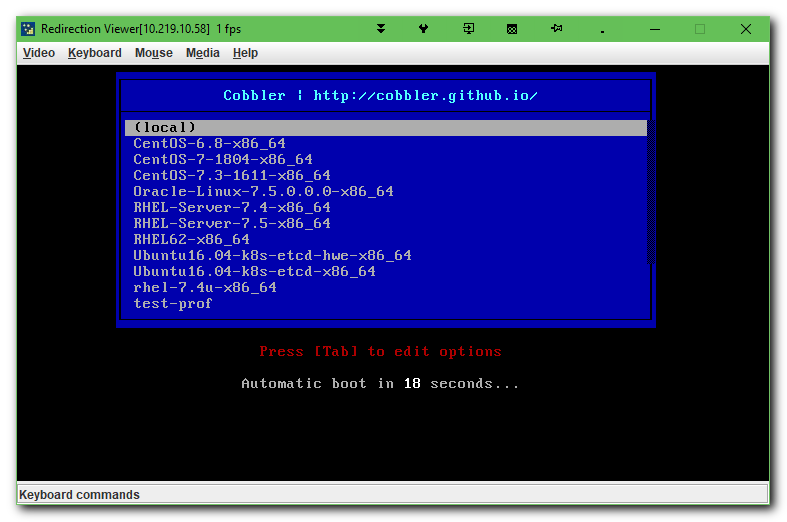 Redirection Viewer[10.219.10.58] 1 fps
Video Keyboard Mouse Media Help
Cobbler | http://cobbler.github.io/
(local)
CentOS-6.8-x86_64
CentOS-7-1804-x86_64
CentOS-7.3-1611-x86_64
Oracle-Linux-7.5.0.0.0-x86_64
RHEL-Server-7.4-x86_64
RHEL-Server-7.5-x86_64
RHEL62-x86_64
Ubuntu16.04-k8s-etcd-hwe-x86_64
Ubuntu16.04-k8s-etcd-x86_64
rhel-7.4u-x86_64
test-prof
Press [Tab] to edit options
Automatic boot in 18 seconds...
Keyboard commands